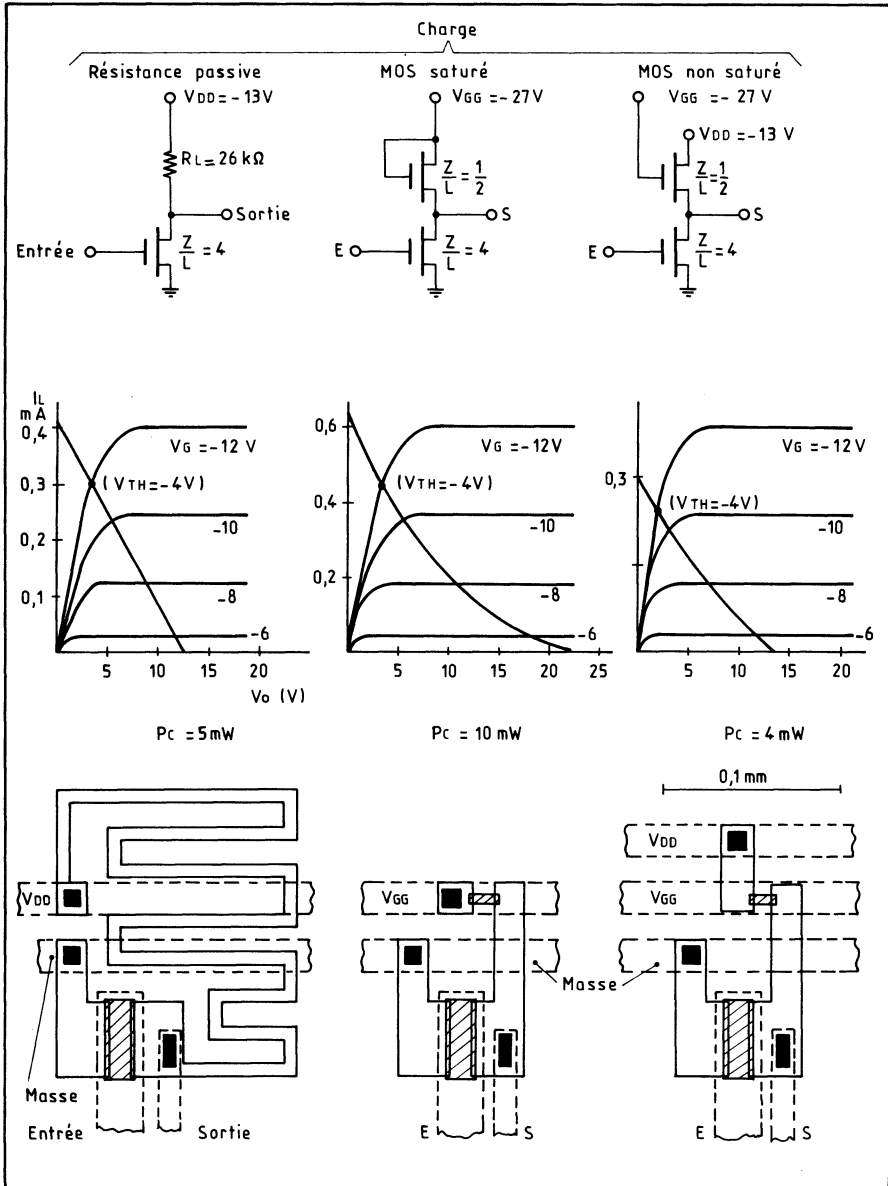 Charge
Résistance passive
MOS saturé
MOS non saturé
VDD = -13V
VGG = -27V
VGG = -27 V
VDD = -13 V
RL = 26 kΩ
Z/L = 1/2
Z/L = 1/2
Sortie
S
S
Entrée
Z/L = 4
E
Z/L = 4
E
Z/L = 4
IL
mA
0,4
0,3
0,2
0,1
VG = -12 V
(VTH = -4V)
-10
-8
-6
5
10
15
20
Vo (V)
0,6
0,4
0,2
VG = -12V
(VTH = -4V)
-10
-8
-6
5
10
15
20
25
0,3
VG = -12 V
(VTH = -4V)
-10
-8
-6
5
10
15
20
Pc = 5 mW
Pc = 10 mW
Pc = 4 mW
0,1 mm
VDD
VDD
VGG
VGG
Masse
Masse
Entrée
Sortie
E
S
E
S